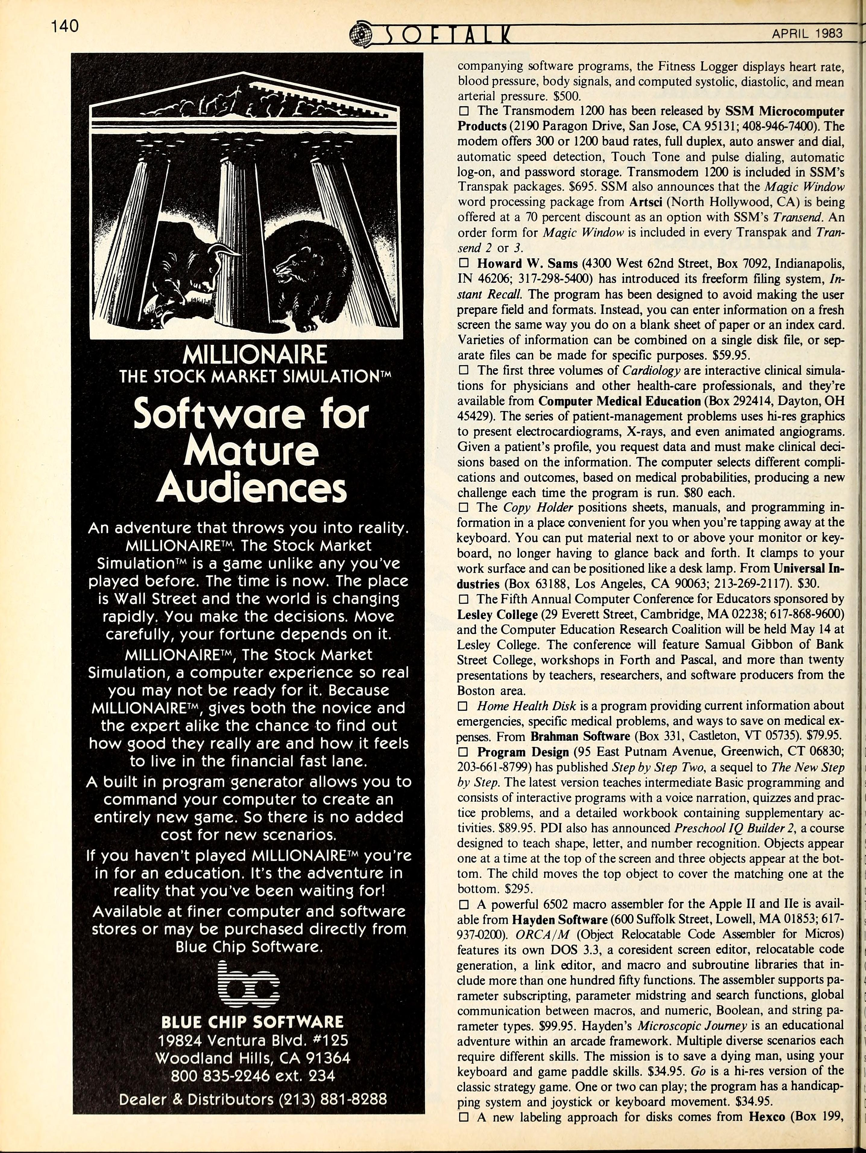 140
SOFTALK
APRIL 1983
MILLIONAIRE
THE STOCK MARKET SIMULATION™
Software for
Mature
Audiences
An adventure that throws you into reality.
MILLIONAIRE™. The Stock Market
Simulation™ is a game unlike any you've
played before. The time is now. The place
is Wall Street and the world is changing
rapidly. You make the decisions. Move
carefully, your fortune depends on it.
MILLIONAIRE™, The Stock Market
Simulation, a computer experience so real
you may not be ready for it. Because
MILLIONAIRE™, gives both the novice and
the expert alike the chance to find out
how good they really are and how it feels
to live in the financial fast lane.
A built in program generator allows you to
command your computer to create an
entirely new game. So there is no added
cost for new scenarios.
If you haven't played MILLIONAIRE™ you're
in for an education. It's the adventure in
reality that you've been waiting for!
Available at finer computer and software
stores or may be purchased directly from
Blue Chip Software.
bc
BLUE CHIP SOFTWARE
19824 Ventura Blvd. #125
Woodland Hills, CA 91364
800 835-2246 ext. 234
Dealer & Distributors (213) 881-8288
companying software programs, the Fitness Logger displays heart rate,
blood pressure, body signals, and computed systolic, diastolic, and mean
arterial pressure. $500.
□ The Transmodem 1200 has been released by SSM Microcomputer
Products (2190 Paragon Drive, San Jose, CA 95131; 408-946-7400). The
modem offers 300 or 1200 baud rates, full duplex, auto answer and dial,
automatic speed detection, Touch Tone and pulse dialing, automatic
log-on, and password storage. Transmodem 1200 is included in SSM's
Transpak packages. $695. SSM also announces that the Magic Window
word processing package from Artsci (North Hollywood, CA) is being
offered at a 70 percent discount as an option with SSM's Transend. An
order form for Magic Window is included in every Transpak and Tran-
send 2 or 3.
□ Howard W. Sams (4300 West 62nd Street, Box 7092, Indianapolis,
IN 46206; 317-298-5400) has introduced its freeform filing system, In-
stant Recall. The program has been designed to avoid making the user
prepare field and formats. Instead, you can enter information on a fresh
screen the same way you do on a blank sheet of paper or an index card.
Varieties of information can be combined on a single disk file, or sep-
arate files can be made for specific purposes. $59.95.
□ The first three volumes of Cardiology are interactive clinical simula-
tions for physicians and other health-care professionals, and they're
available from Computer Medical Education (Box 292414, Dayton, OH
45429). The series of patient-management problems uses hi-res graphics
to present electrocardiograms, X-rays, and even animated angiograms.
Given a patient's profile, you request data and must make clinical deci-
sions based on the information. The computer selects different compli-
cations and outcomes, based on medical probabilities, producing a new
challenge each time the program is run. $80 each.
□ The Copy Holder positions sheets, manuals, and programming in-
formation in a place convenient for you when you're tapping away at the
keyboard. You can put material next to or above your monitor or key-
board, no longer having to glance back and forth. It clamps to your
work surface and can be positioned like a desk lamp. From Universal In-
dustries (Box 63188, Los Angeles, CA 90063; 213-269-2117). $30.
□ The Fifth Annual Computer Conference for Educators sponsored by
Lesley College (29 Everett Street, Cambridge, MA 02238; 617-868-9600)
and the Computer Education Research Coalition will be held May 14 at
Lesley College. The conference will feature Samual Gibbon of Bank
Street College, workshops in Forth and Pascal, and more than twenty
presentations by teachers, researchers, and software producers from the
Boston area.
□ Home Health Disk is a program providing current information about
emergencies, specific medical problems, and ways to save on medical ex-
penses. From Brahman Software (Box 331, Castleton, VT 05735). $79.95.
□ Program Design (95 East Putnam Avenue, Greenwich, CT 06830;
203-661-8799) has published Step by Step Two, a sequel to The New Step
by Step. The latest version teaches intermediate Basic programming and
consists of interactive programs with a voice narration, quizzes and prac-
tice problems, and a detailed workbook containing supplementary ac-
tivities. $89.95. PDI also has announced Preschool IQ Builder 2, a course
designed to teach shape, letter, and number recognition. Objects appear
one at a time at the top of the screen and three objects appear at the bot-
tom. The child moves the top object to cover the matching one at the
bottom. $295.
□ A powerful 6502 macro assembler for the Apple II and IIe is avail-
able from Hayden Software (600 Suffolk Street, Lowell, MA 01853; 617-
937-0200). ORCA/M (Object Relocatable Code Assembler for Micros)
features its own DOS 3.3, a coresident screen editor, relocatable code
generation, a link editor, and macro and subroutine libraries that in-
clude more than one hundred fifty functions. The assembler supports pa-
rameter subscripting, parameter midstring and search functions, global
communication between macros, and numeric, Boolean, and string pa-
rameter types. $99.95. Hayden's Microscopic Journey is an educational
adventure within an arcade framework. Multiple diverse scenarios each
require different skills. The mission is to save a dying man, using your
keyboard and game paddle skills. $34.95. Go is a hi-res version of the
classic strategy game. One or two can play; the program has a handicap-
ping system and joystick or keyboard movement. $34.95.
□ A new labeling approach for disks comes from Hexco (Box 199,